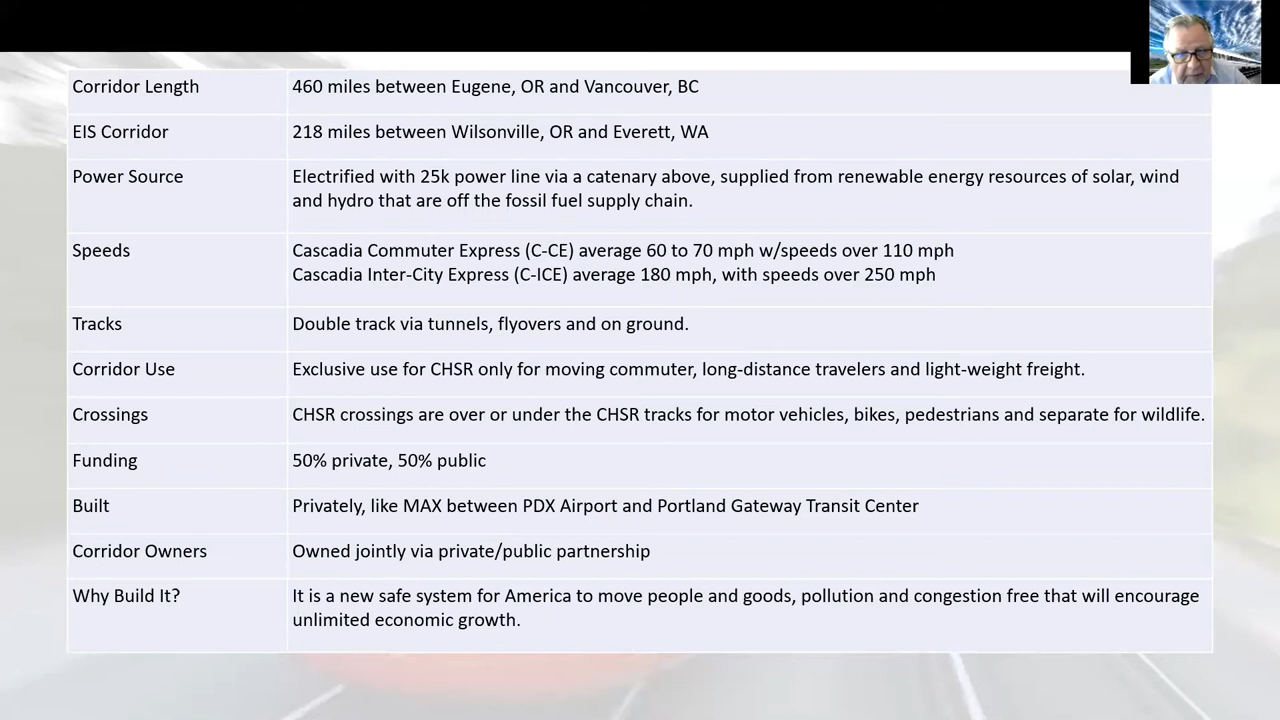 Corridor Length
460 miles between Eugene, OR and Vancouver, BC
EIS Corridor
218 miles between Wilsonville, OR and Everett, WA
Power Source
Electrified with 25k power line via a catenary above, supplied from renewable energy resources of solar, wind
and hydro that are off the fossil fuel supply chain.
Speeds
Cascadia Commuter Express (C-CE) average 60 to 70 mph w/speeds over 110 mph
Cascadia Inter-City Express (C-ICE) average 180 mph, with speeds over 250 mph
Tracks
Double track via tunnels, flyovers and on ground.
Corridor Use
Exclusive use for CHSR only for moving commuter, long-distance travelers and light-weight freight.
Crossings
CHSR crossings are over or under the CHSR tracks for motor vehicles, bikes, pedestrians and separate for wildlife.
Funding
50% private, 50% public
Built
Privately, like MAX between PDX Airport and Portland Gateway Transit Center
Corridor Owners
Owned jointly via private/public partnership
Why Build It?
It is a new safe system for America to move people and goods, pollution and congestion free that will encourage
unlimited economic growth.